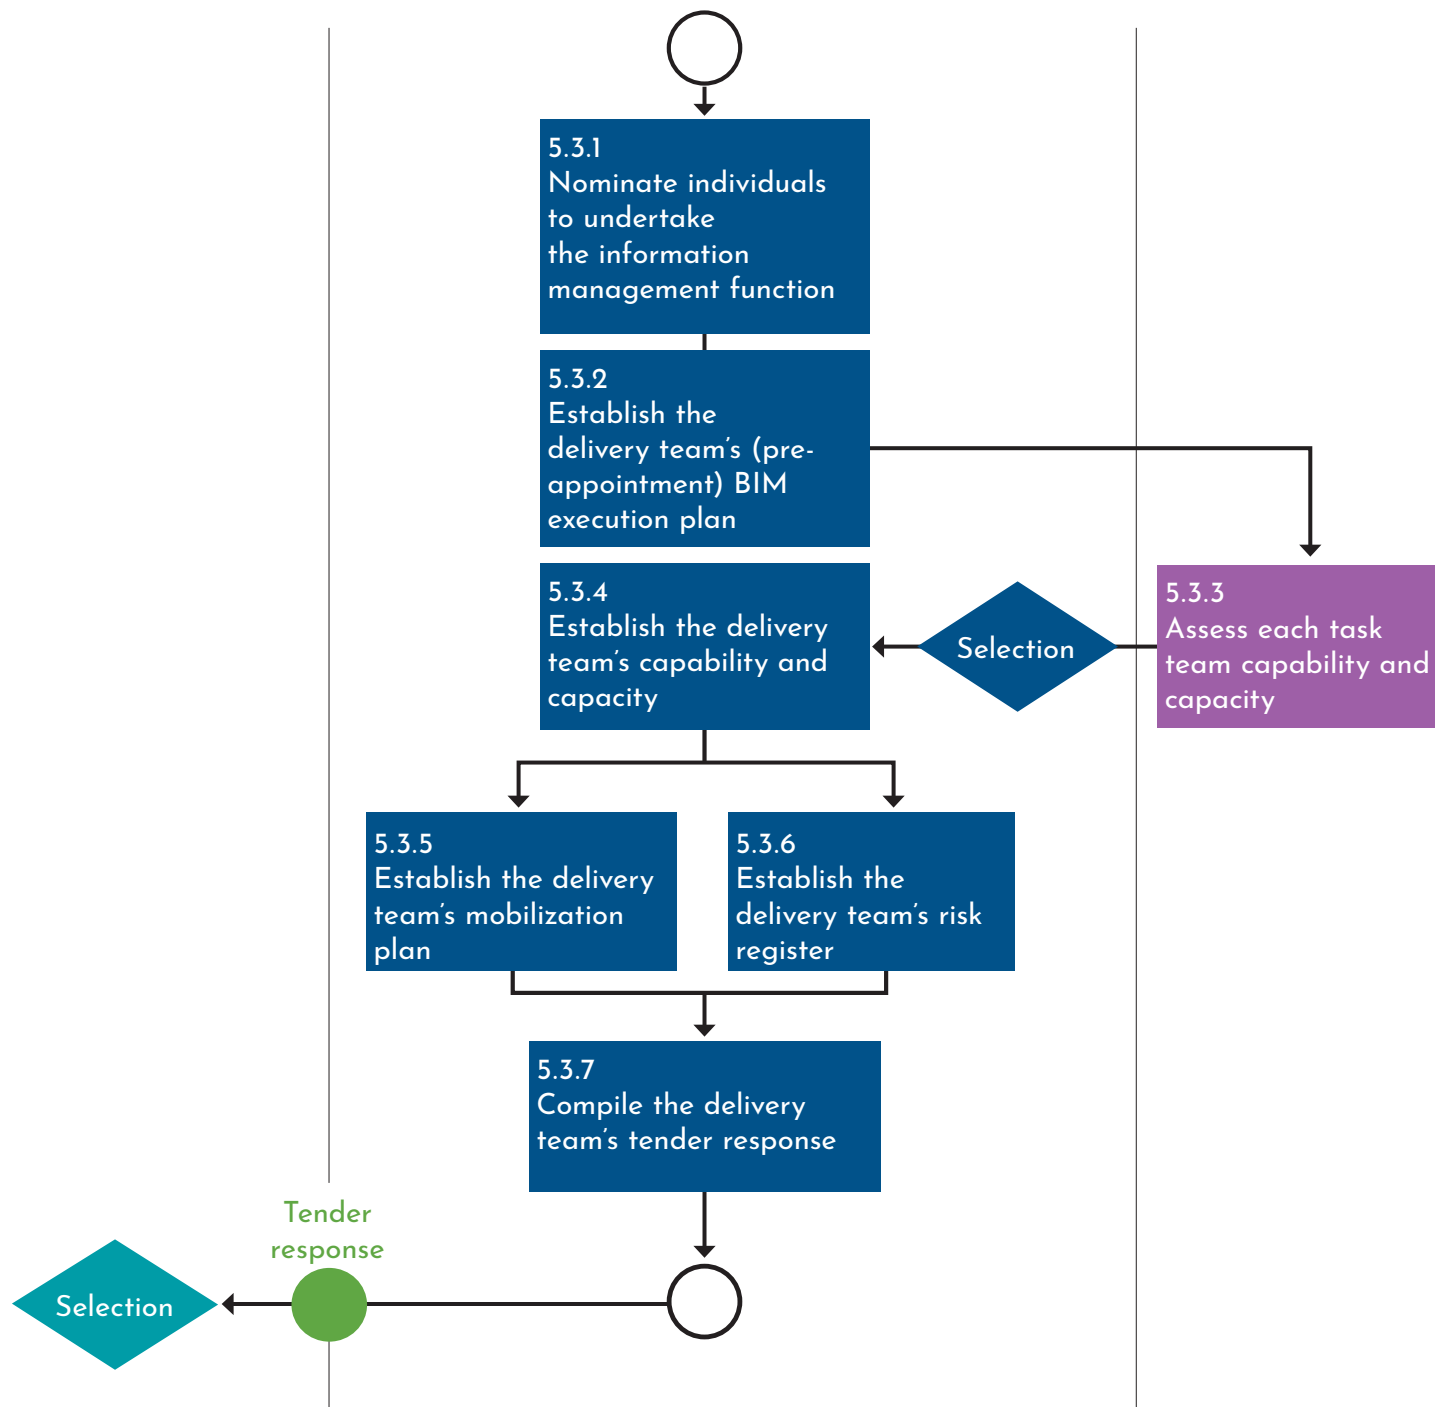 5.3.1
Nominate individuals
to undertake
the information
management function
5.3.2
Establish the
delivery team's (pre-
appointment) BIM
execution plan
5.3.3
Assess each task
team capability and
capacity
Selection
5.3.4
Establish the delivery
team's capability and
capacity
5.3.5
Establish the delivery
team's mobilization
plan
5.3.6
Establish the
delivery team's risk
register
5.3.7
Compile the delivery
team's tender response
Tender
response
Selection